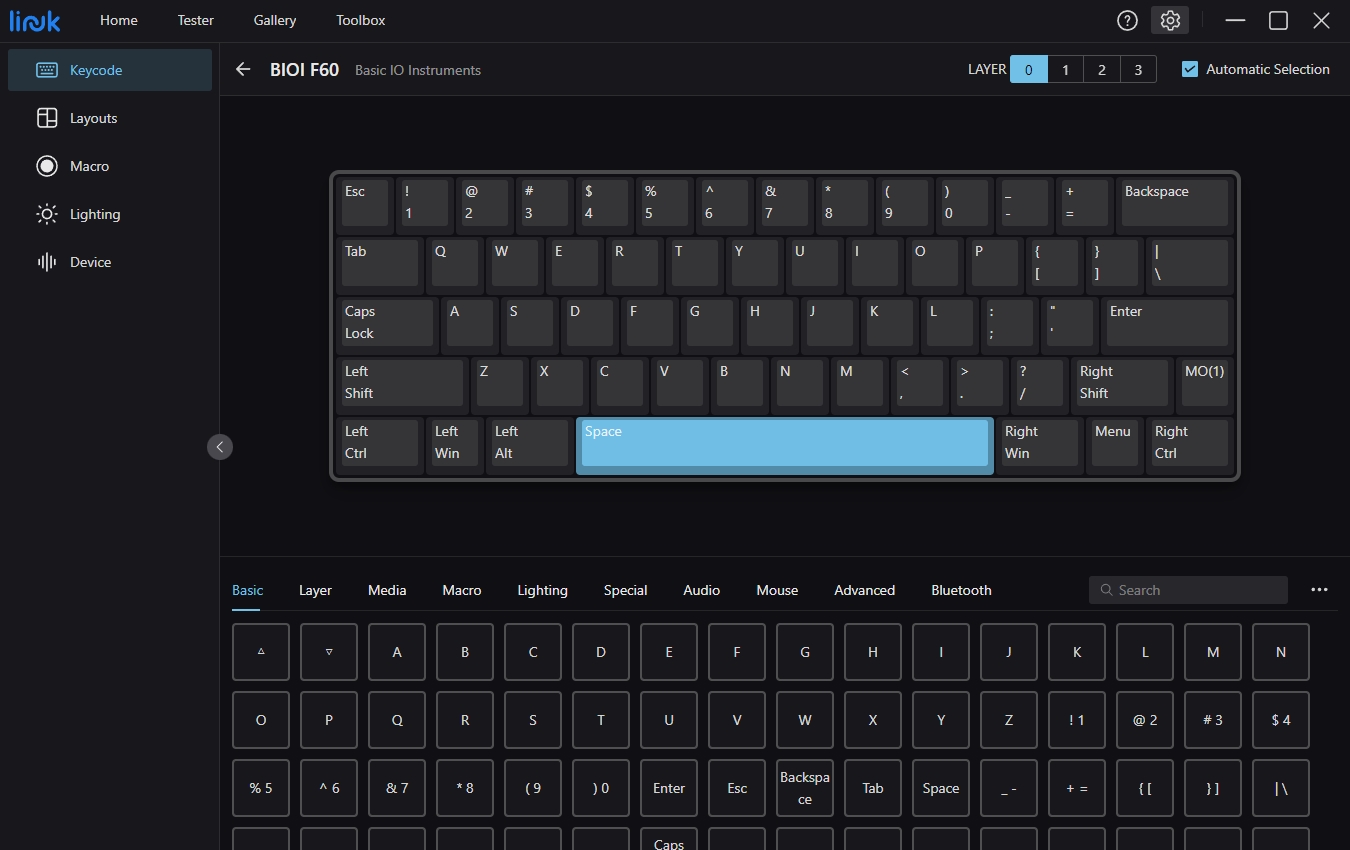 linuk
Home Tester Gallery Toolbox
Keycode
Layouts
Macro
Lighting
Device
BIOI F60 Basic IO Instruments
LAYER 0 1 2 3 Automatic Selection
Esc ! 1 @ 2 # 3 $ 4 % 5 ^ 6 & 7 * 8 ( 9 ) 0 _ - + = Backspace
Tab Q W E R T Y U I O P { [ } ] | \
Caps Lock A S D F G H J K L : ; " ' Enter
Left Shift Z X C V B N M < , > . ? / Right Shift MO(1)
Left Ctrl Left Win Left Alt Space Right Win Menu Right Ctrl
Basic Layer Media Macro Lighting Special Audio Mouse Advanced Bluetooth Search
▵ ▿ A B C D E F G H I J K L M N
O P Q R S T U V W X Y Z ! 1 @ 2 # 3 $ 4
% 5 ^ 6 & 7 * 8 ( 9 ) 0 Enter Esc Backspace Tab Space _ - + = { [ } ] | \
Caps